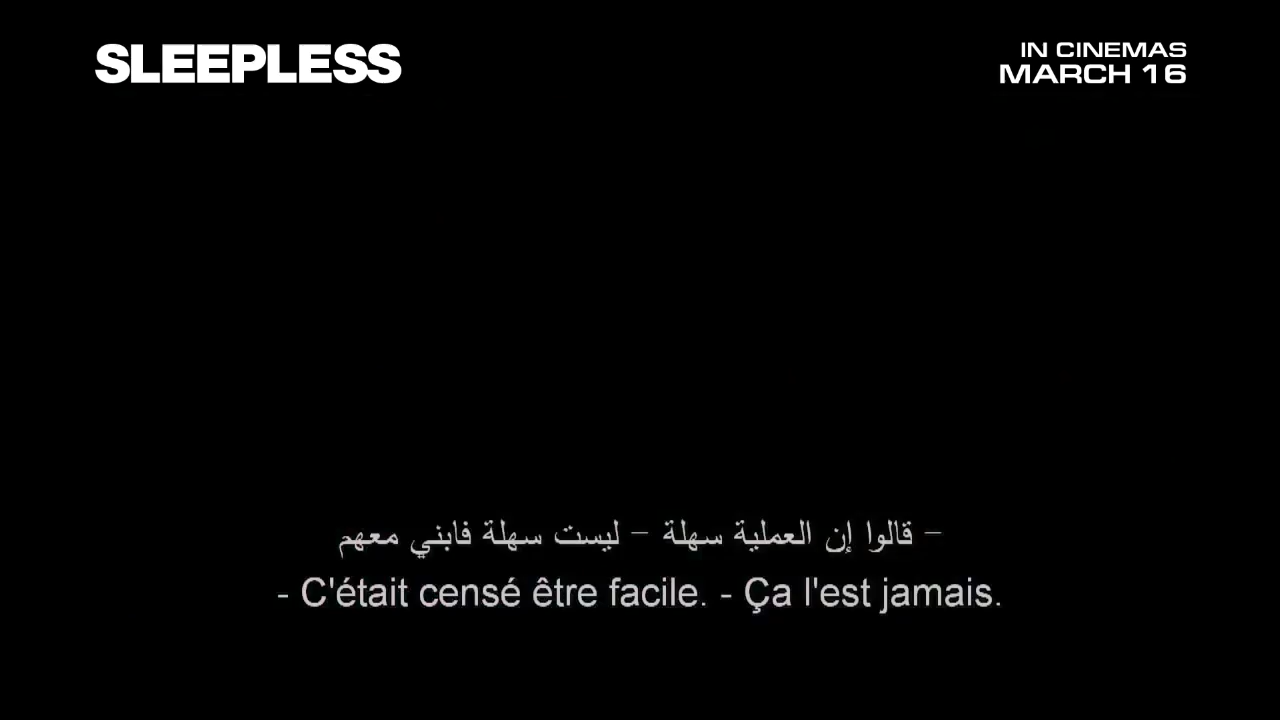 SLEEPLESS
IN CINEMAS
MARCH 16
- قالوا إن العملية سهلة - ليست سهلة فابني معهم
- C'était censé être facile. - Ça l'est jamais.